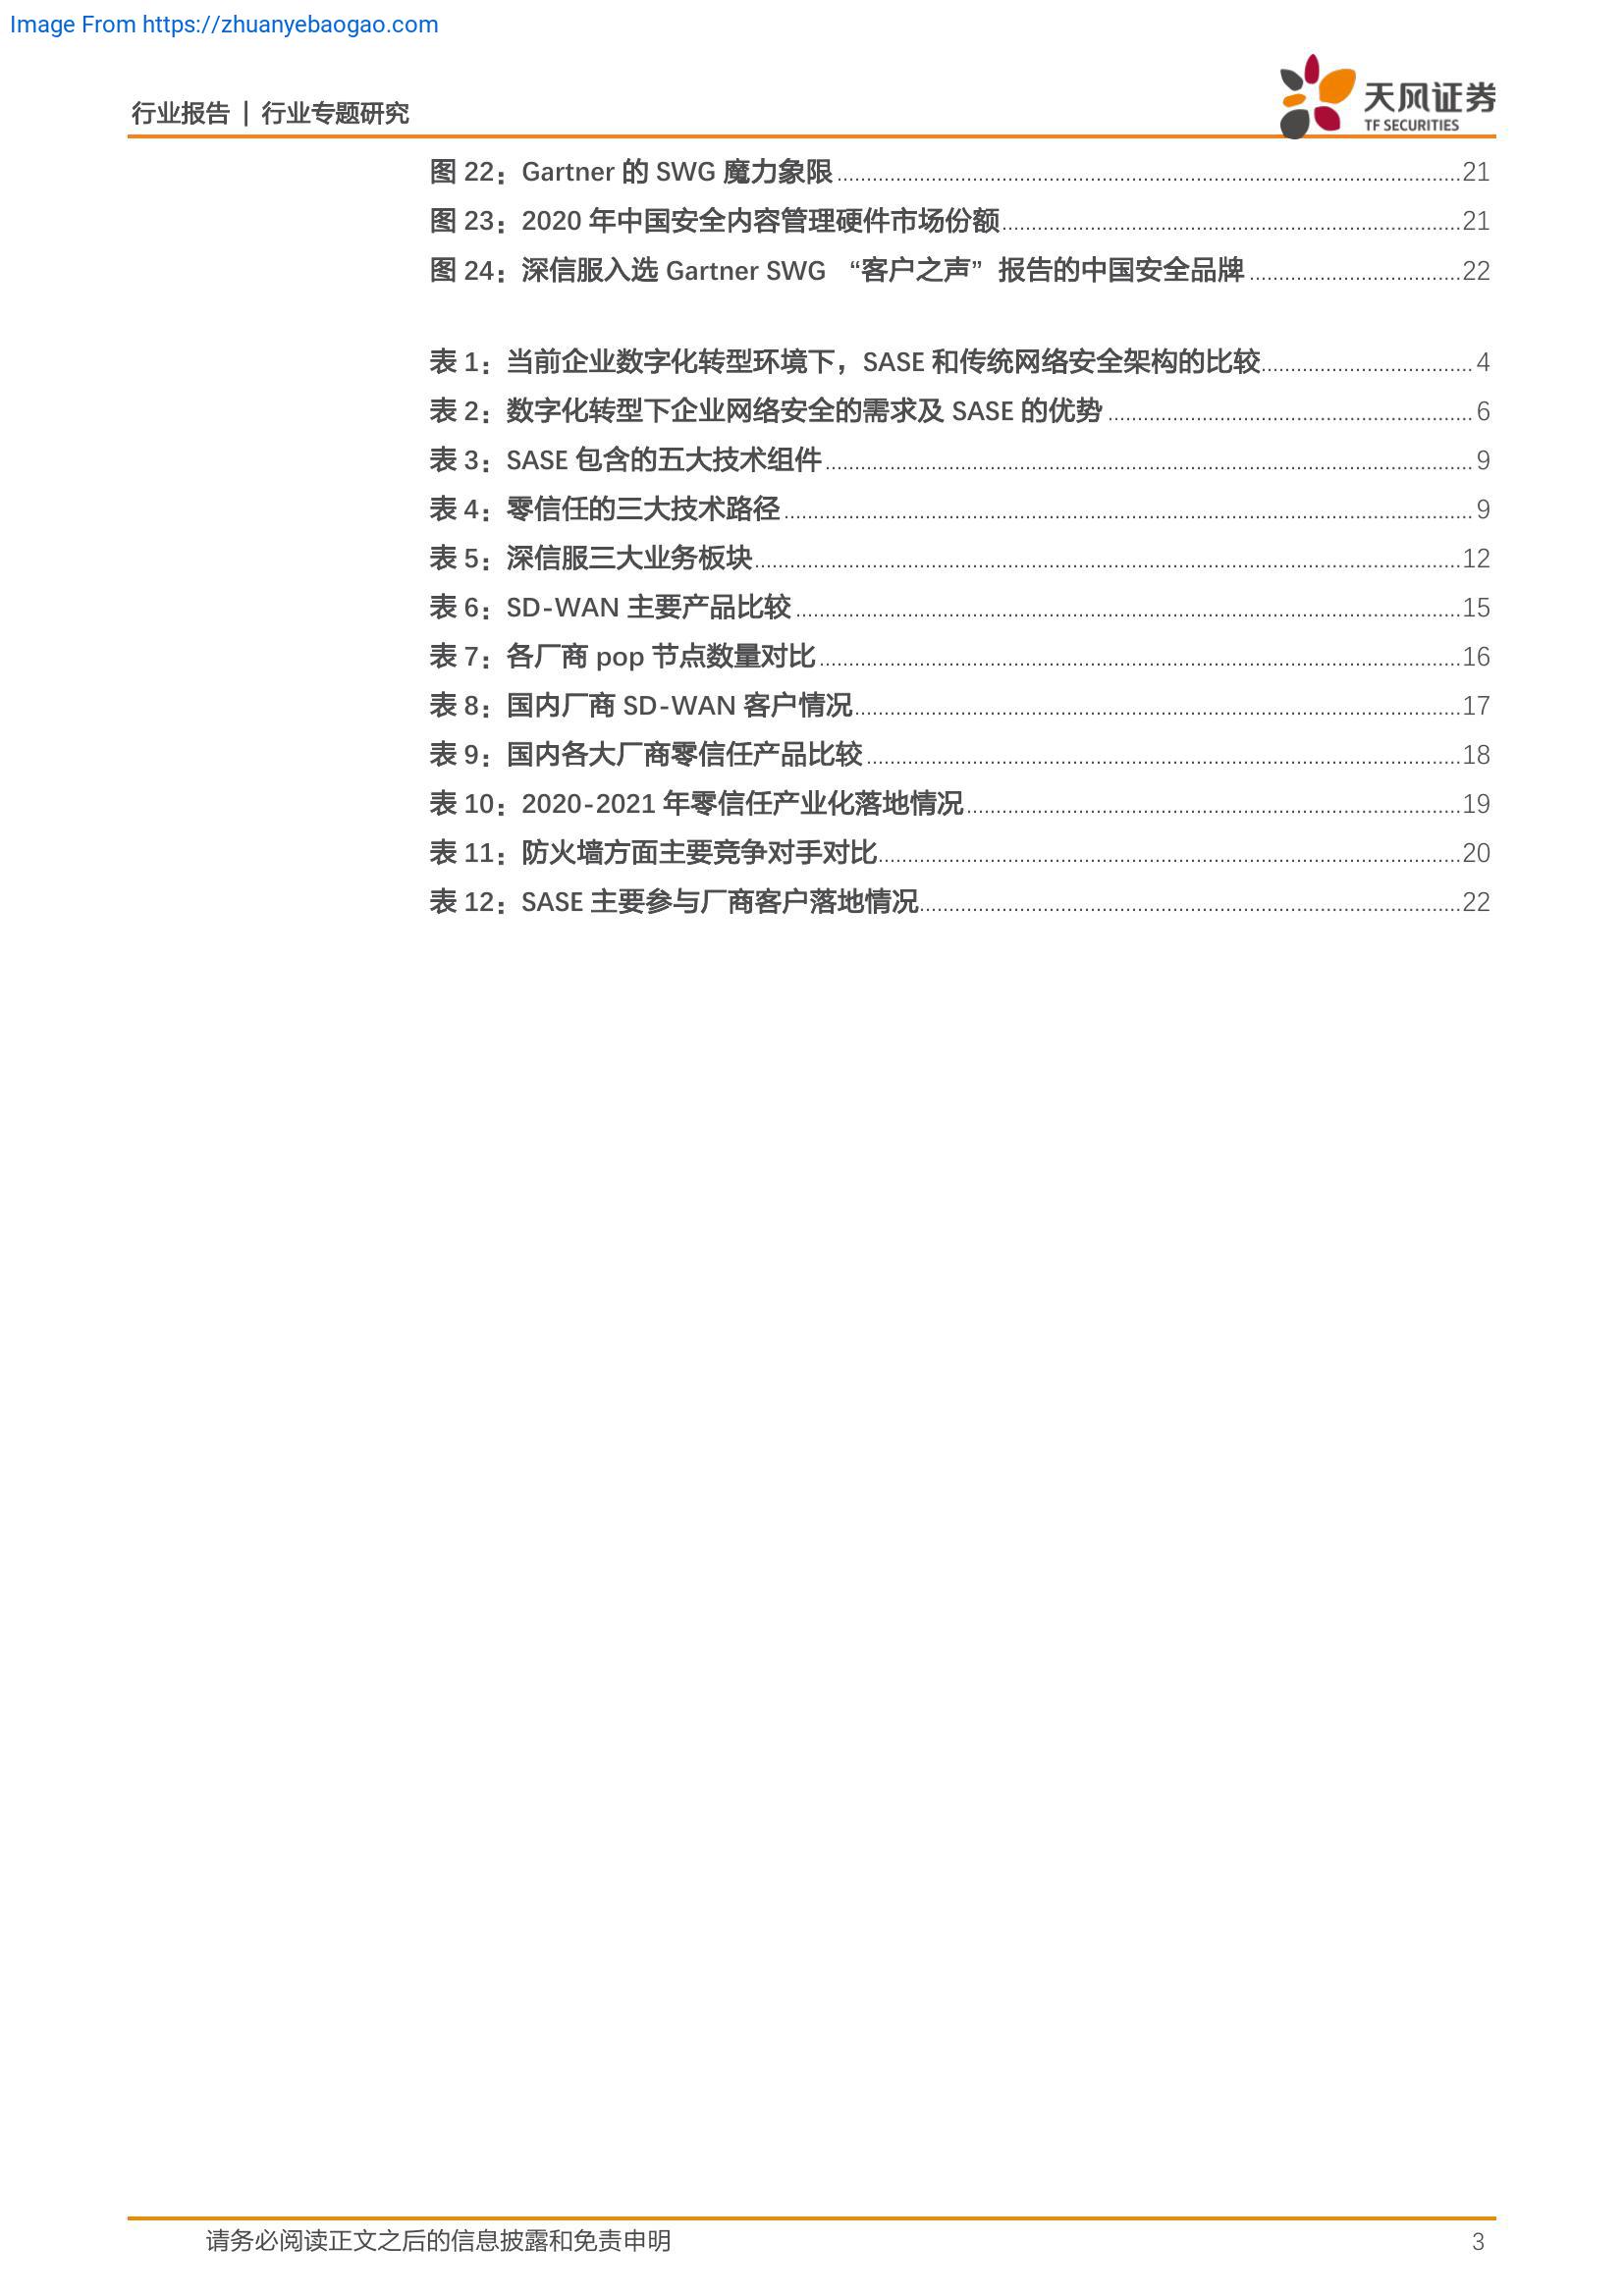 Image From https://zhuanyebaogao.com
行业报告 | 行业专题研究
天风证券
TF SECURITIES
图 22：Gartner 的 SWG 魔力象限 21
图 23：2020 年中国安全内容管理硬件市场份额 21
图 24：深信服入选 Gartner SWG “客户之声” 报告的中国安全品牌 22
表 1：当前企业数字化转型环境下，SASE 和传统网络安全架构的比较 4
表 2：数字化转型下企业网络安全的需求及 SASE 的优势 6
表 3：SASE 包含的五大技术组件 9
表 4：零信任的三大技术路径 9
表 5：深信服三大业务板块 12
表 6：SD-WAN 主要产品比较 15
表 7：各厂商 pop 节点数量对比 16
表 8：国内厂商 SD-WAN 客户情况 17
表 9：国内各大厂商零信任产品比较 18
表 10：2020-2021 年零信任产业化落地情况 19
表 11：防火墙方面主要竞争对手对比 20
表 12：SASE 主要参与厂商客户落地情况 22
请务必阅读正文之后的信息披露和免责申明 3